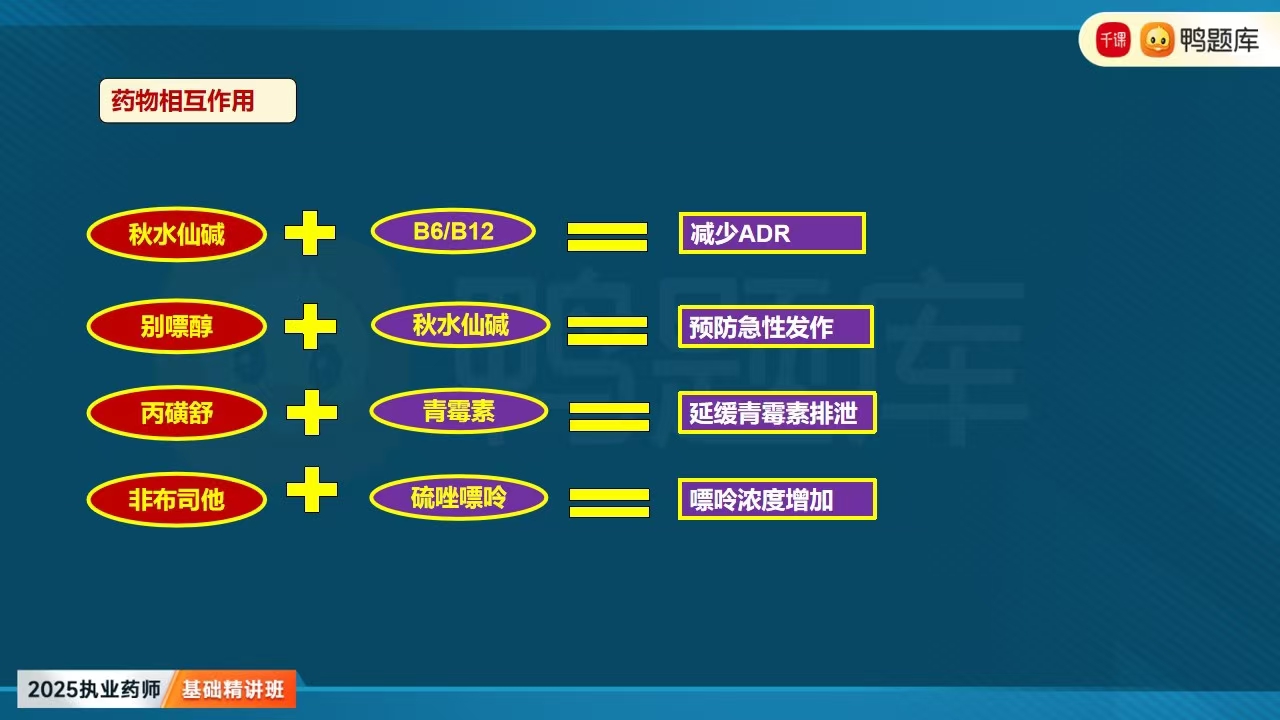 千课 鸭题库
药物相互作用
秋水仙碱 B6/B12 减少ADR
别嘌醇 秋水仙碱 预防急性发作
丙磺舒 青霉素 延缓青霉素排泄
非布司他 硫唑嘌呤 嘌呤浓度增加
鸭题库
2025执业药师 基础精讲班